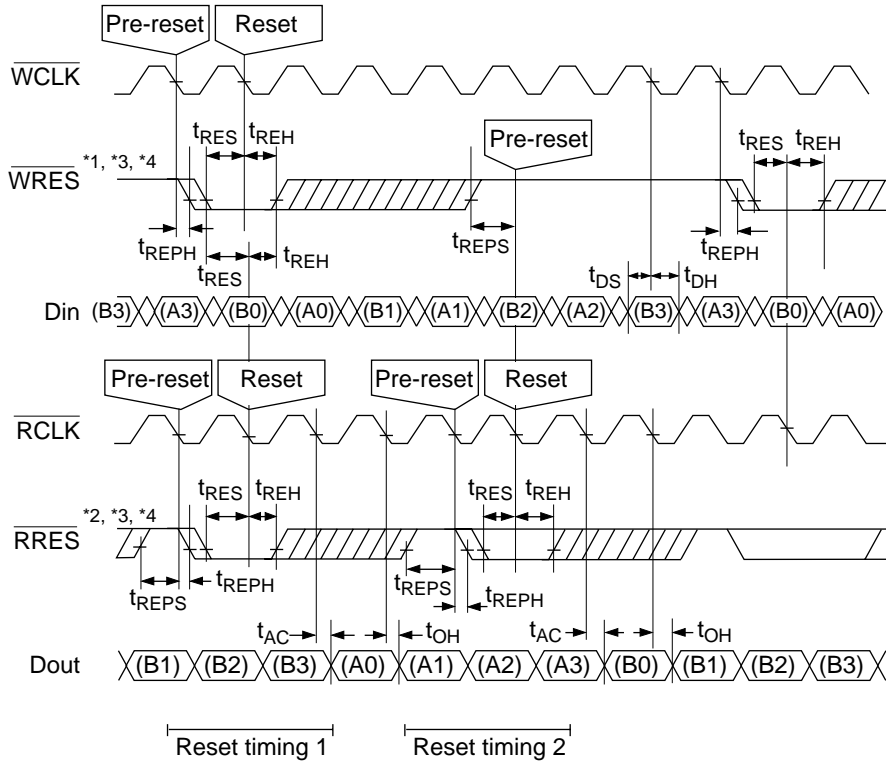 Pre-reset Reset
WCLK
tRES tREH Pre-reset tRES tREH
WRES *1, *3, *4
tREPH tREPS tREPH
tRES tREH tDS tDH
Din (B3) (A3) (B0) (A0) (B1) (A1) (B2) (A2) (B3) (A3) (B0) (A0)
Pre-reset Reset Pre-reset Reset
RCLK
tRES tREH tRES tREH
RRES *2, *3, *4
tREPS tREPH tREPS tREPH
tAC tOH tAC tOH
Dout (B1) (B2) (B3) (A0) (A1) (A2) (A3) (B0) (B1) (B2) (B3)
Reset timing 1 Reset timing 2